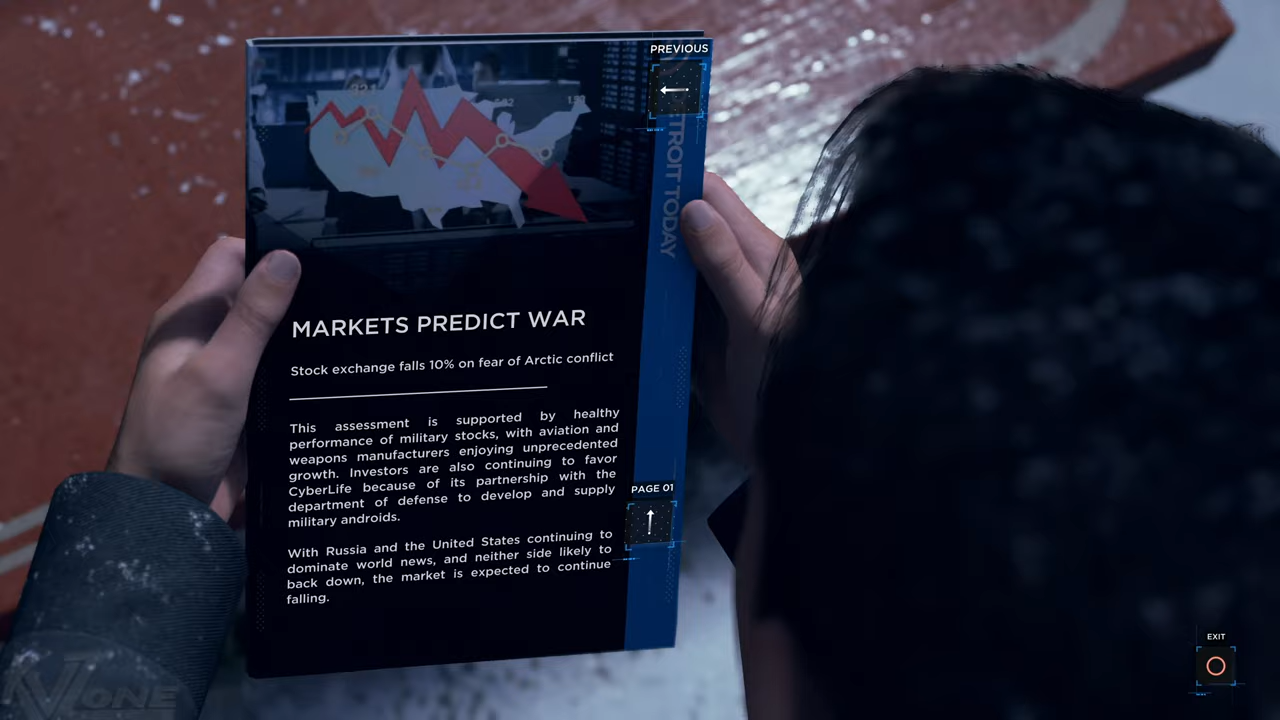 PREVIOUS
TROIT TODAY
MARKETS PREDICT WAR
Stock exchange falls 10% on fear of Arctic conflict
This assessment is supported by healthy
performance of military stocks, with aviation and
weapons manufacturers enjoying unprecedented
growth. Investors are also continuing to favor
CyberLife because of its partnership with the
department of defense to develop and supply
military androids.
With Russia and the United States continuing to
dominate world news, and neither side likely to
back down, the market is expected to continue
falling.
PAGE 01
EXIT
ONE